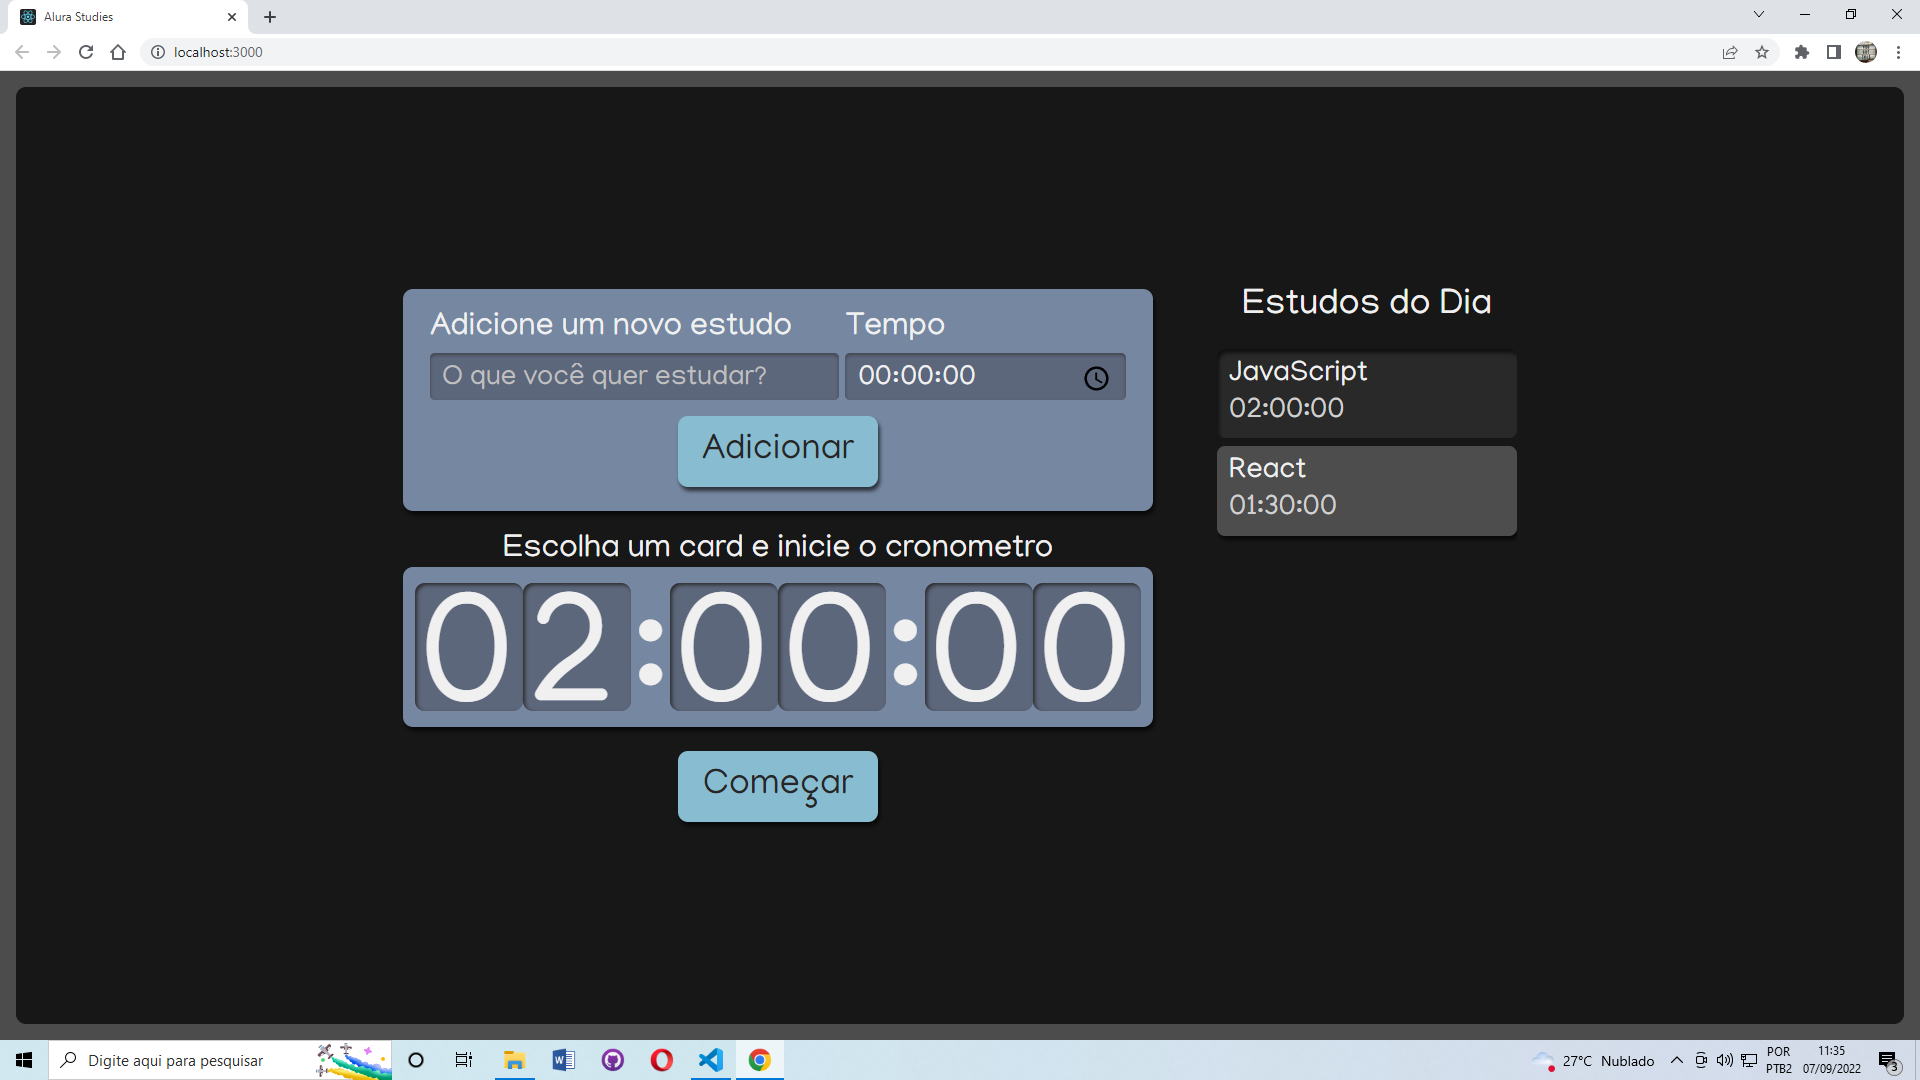 Alura Studies
localhost:3000
Adicione um novo estudo
Tempo
O que você quer estudar?
00:00:00
Adicionar
Escolha um card e inicie o cronometro
02:00:00
Começar
Estudos do Dia
JavaScript
02:00:00
React
01:30:00
Digite aqui para pesquisar
27°C Nublado
POR
PTB2
11:35
07/09/2022
3